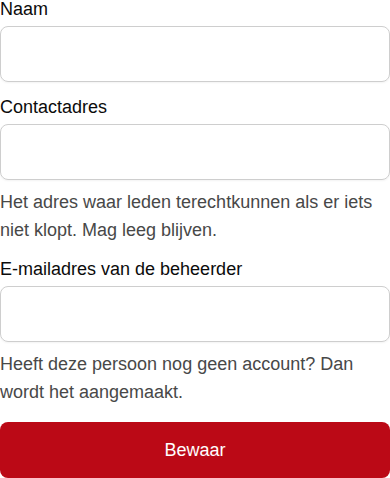 Naam
Contactadres
Het adres waar leden terechtkunnen als er iets
niet klopt. Mag leeg blijven.
E-mailadres van de beheerder
Heeft deze persoon nog geen account? Dan
wordt het aangemaakt.
Bewaar